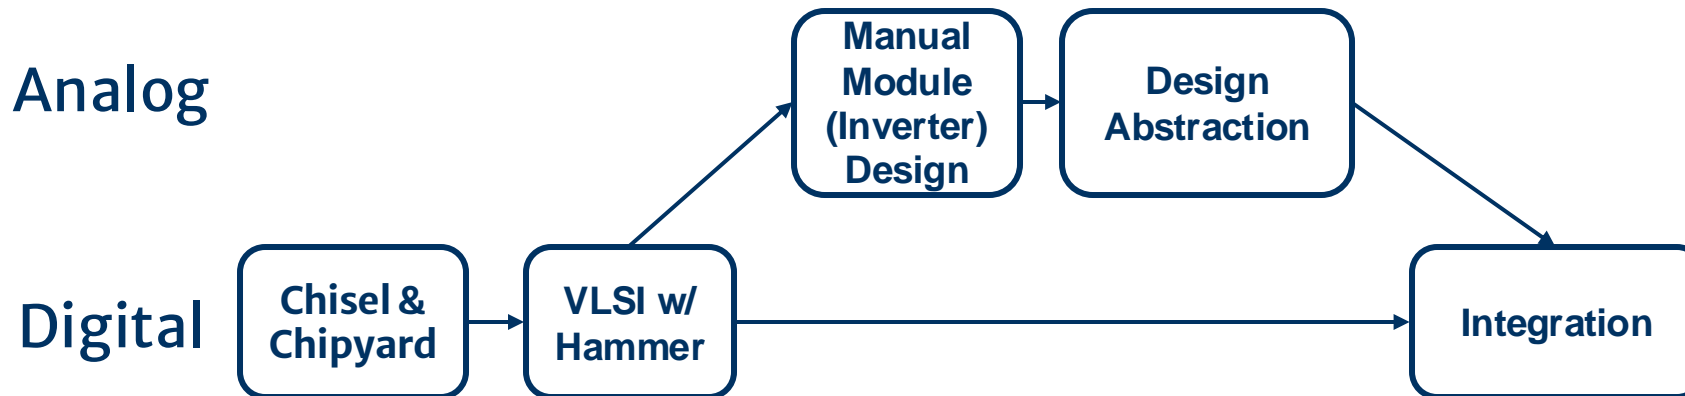 Analog
Manual
Module
(Inverter)
Design
Design
Abstraction
Digital
Chisel &
Chipyard
VLSI w/
Hammer
Integration